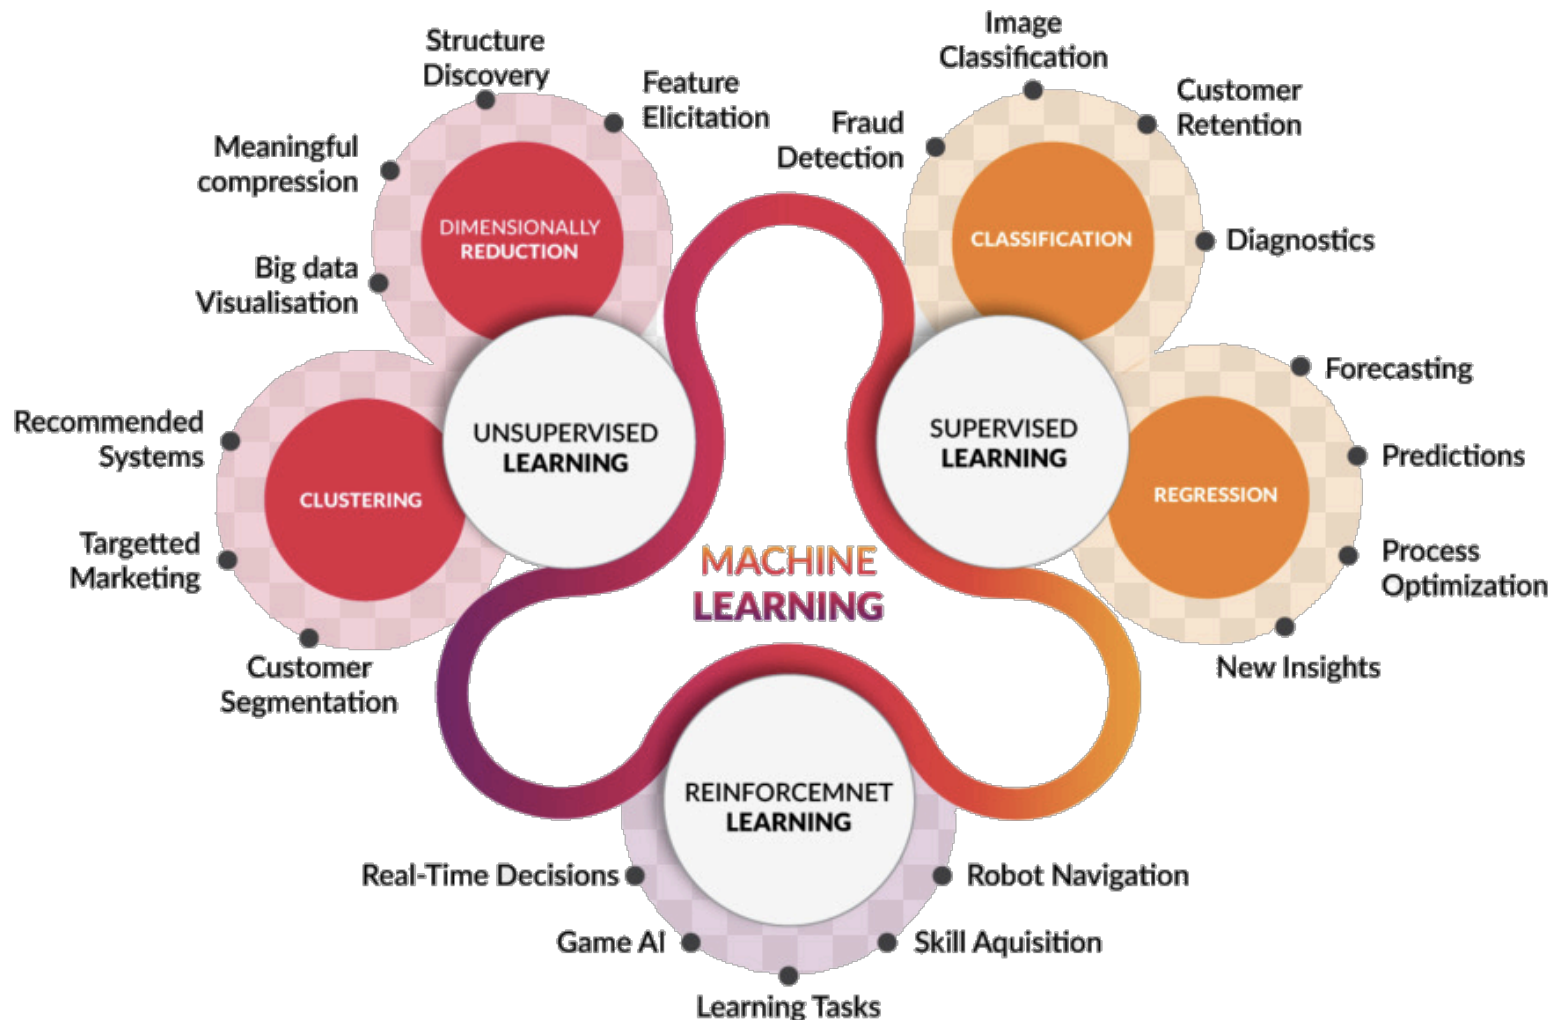 Structure
Discovery
Feature
Elicitation
Meaningful
compression
DIMENSIONALLY
REDUCTION
Big data
Visualisation
Recommended
Systems
CLUSTERING
Targetted
Marketing
Customer
Segmentation
UNSUPERVISED
LEARNING
Image
Classification
Customer
Retention
Fraud
Detection
CLASSIFICATION
Diagnostics
SUPERVISED
LEARNING
Forecasting
Predictions
REGRESSION
Process
Optimization
New Insights
MACHINE
LEARNING
REINFORCEMNET
LEARNING
Real-Time Decisions
Robot Navigation
Game AI
Skill Aquisition
Learning Tasks